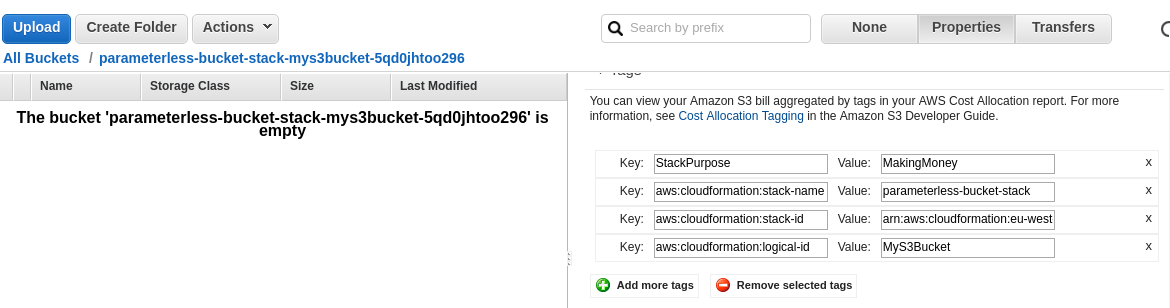 Upload Create Folder Actions Search by prefix None Properties Transfers
All Buckets / parameterless-bucket-stack-mys3bucket-5qd0jhtoo296
Name Storage Class Size Last Modified
The bucket 'parameterless-bucket-stack-mys3bucket-5qd0jhtoo296' is
empty
Tags
You can view your Amazon S3 bill aggregated by tags in your AWS Cost Allocation report. For more
information, see Cost Allocation Tagging in the Amazon S3 Developer Guide.
Key: StackPurpose Value: MakingMoney x
Key: aws:cloudformation:stack-name Value: parameterless-bucket-stack x
Key: aws:cloudformation:stack-id Value: arn:aws:cloudformation:eu-west x
Key: aws:cloudformation:logical-id Value: MyS3Bucket x
Add more tags Remove selected tags